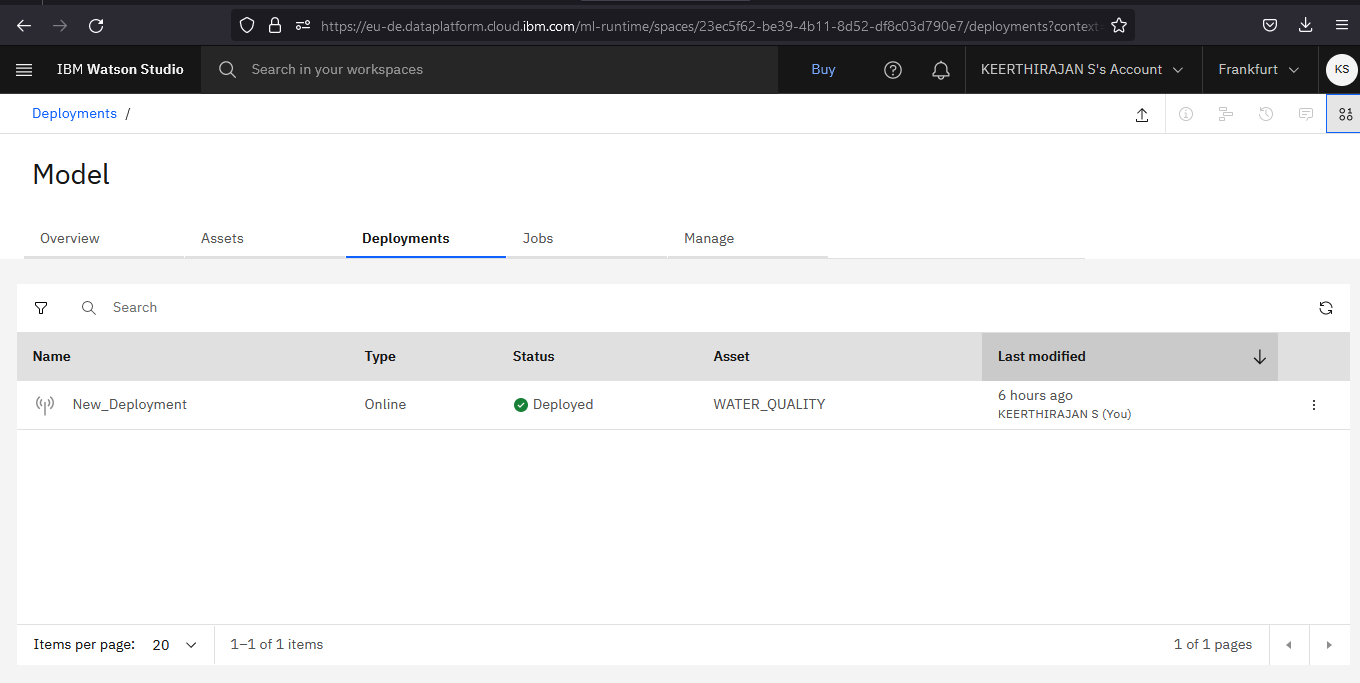 https://eu-de.dataplatform.cloud.ibm.com/ml-runtime/spaces/23ec5f62-be39-4b11-8d52-df8c03d790e7/deployments?context=
IBM Watson Studio Search in your workspaces Buy KEERTHIRAJAN S's Account Frankfurt KS
Deployments /
Model
Overview Assets Deployments Jobs Manage
Search
Name Type Status Asset Last modified
New_Deployment Online Deployed WATER_QUALITY 6 hours ago
KEERTHIRAJAN S (You)
Items per page: 20 1–1 of 1 items 1 of 1 pages